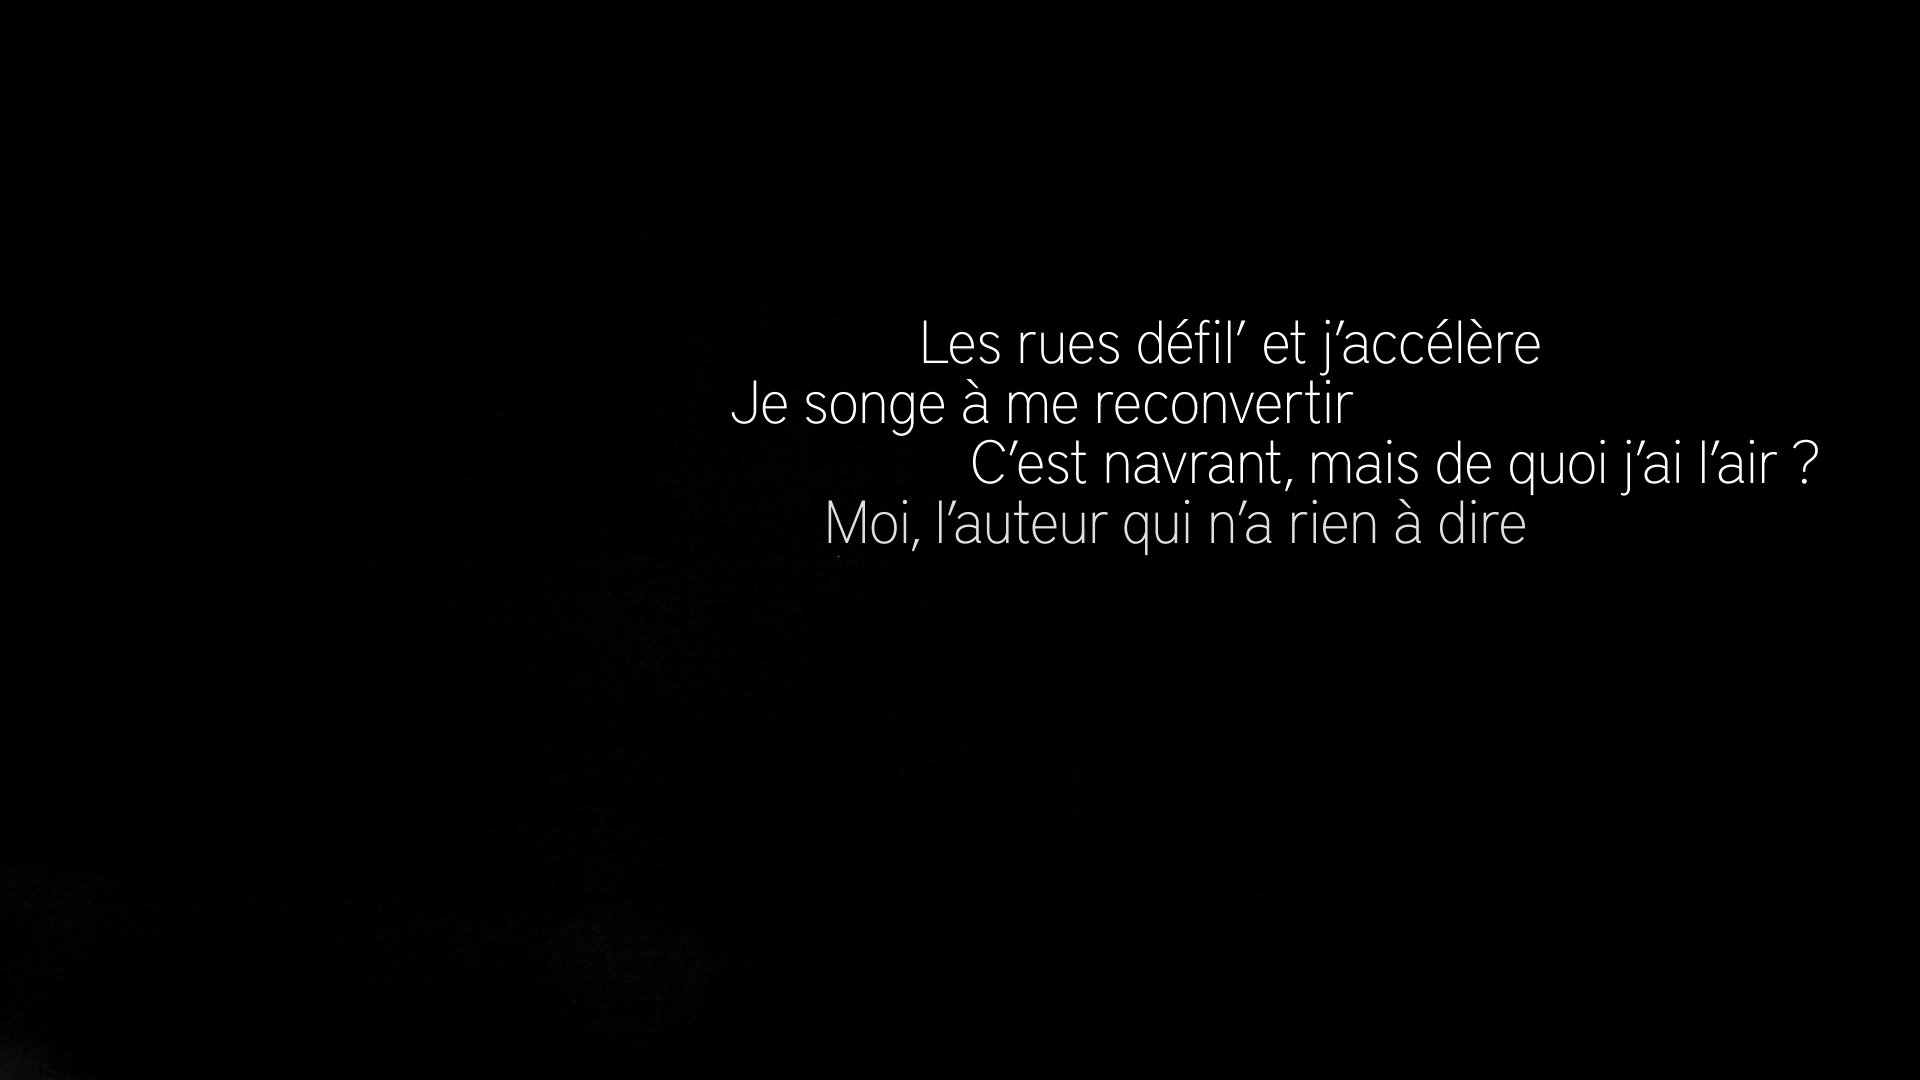 Les rues défil’ et j’accélère
Je songe à me reconvertir
C’est navrant, mais de quoi j’ai l’air ?
Moi, l’auteur qui n’a rien à dire